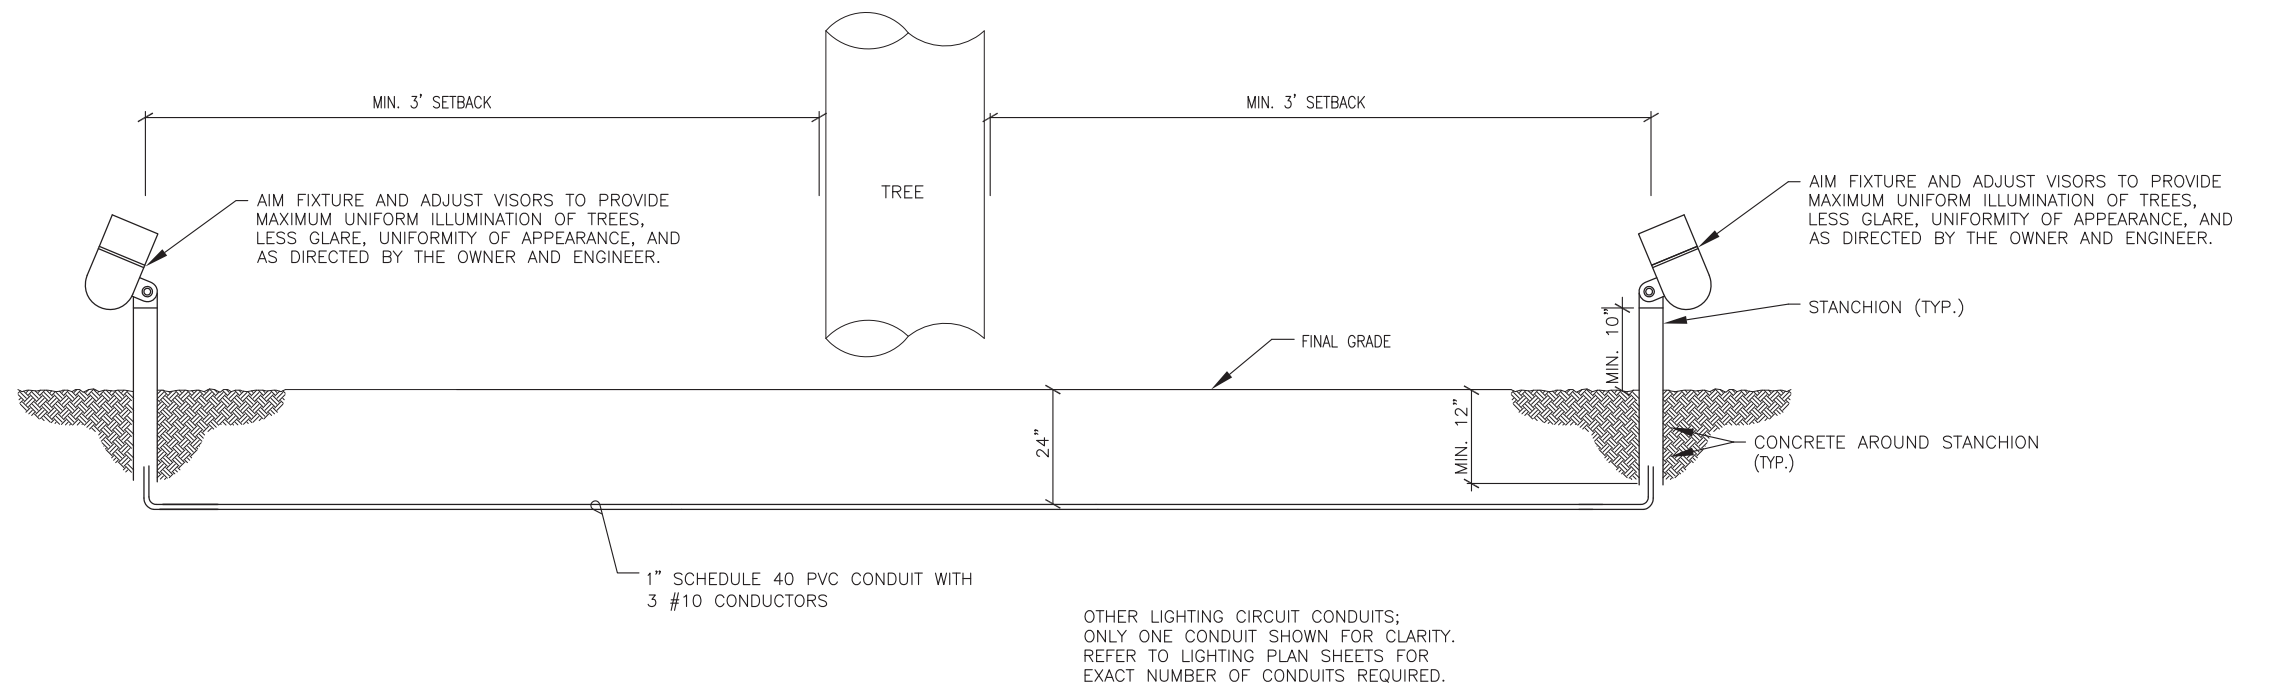 MIN. 3' SETBACK
MIN. 3' SETBACK
TREE
AIM FIXTURE AND ADJUST VISORS TO PROVIDE
MAXIMUM UNIFORM ILLUMINATION OF TREES,
LESS GLARE, UNIFORMITY OF APPEARANCE, AND
AS DIRECTED BY THE OWNER AND ENGINEER.
AIM FIXTURE AND ADJUST VISORS TO PROVIDE
MAXIMUM UNIFORM ILLUMINATION OF TREES,
LESS GLARE, UNIFORMITY OF APPEARANCE, AND
AS DIRECTED BY THE OWNER AND ENGINEER.
STANCHION (TYP.)
MIN. 10"
FINAL GRADE
24"
MIN. 12"
CONCRETE AROUND STANCHION
(TYP.)
1" SCHEDULE 40 PVC CONDUIT WITH
3 #10 CONDUCTORS
OTHER LIGHTING CIRCUIT CONDUITS;
ONLY ONE CONDUIT SHOWN FOR CLARITY.
REFER TO LIGHTING PLAN SHEETS FOR
EXACT NUMBER OF CONDUITS REQUIRED.